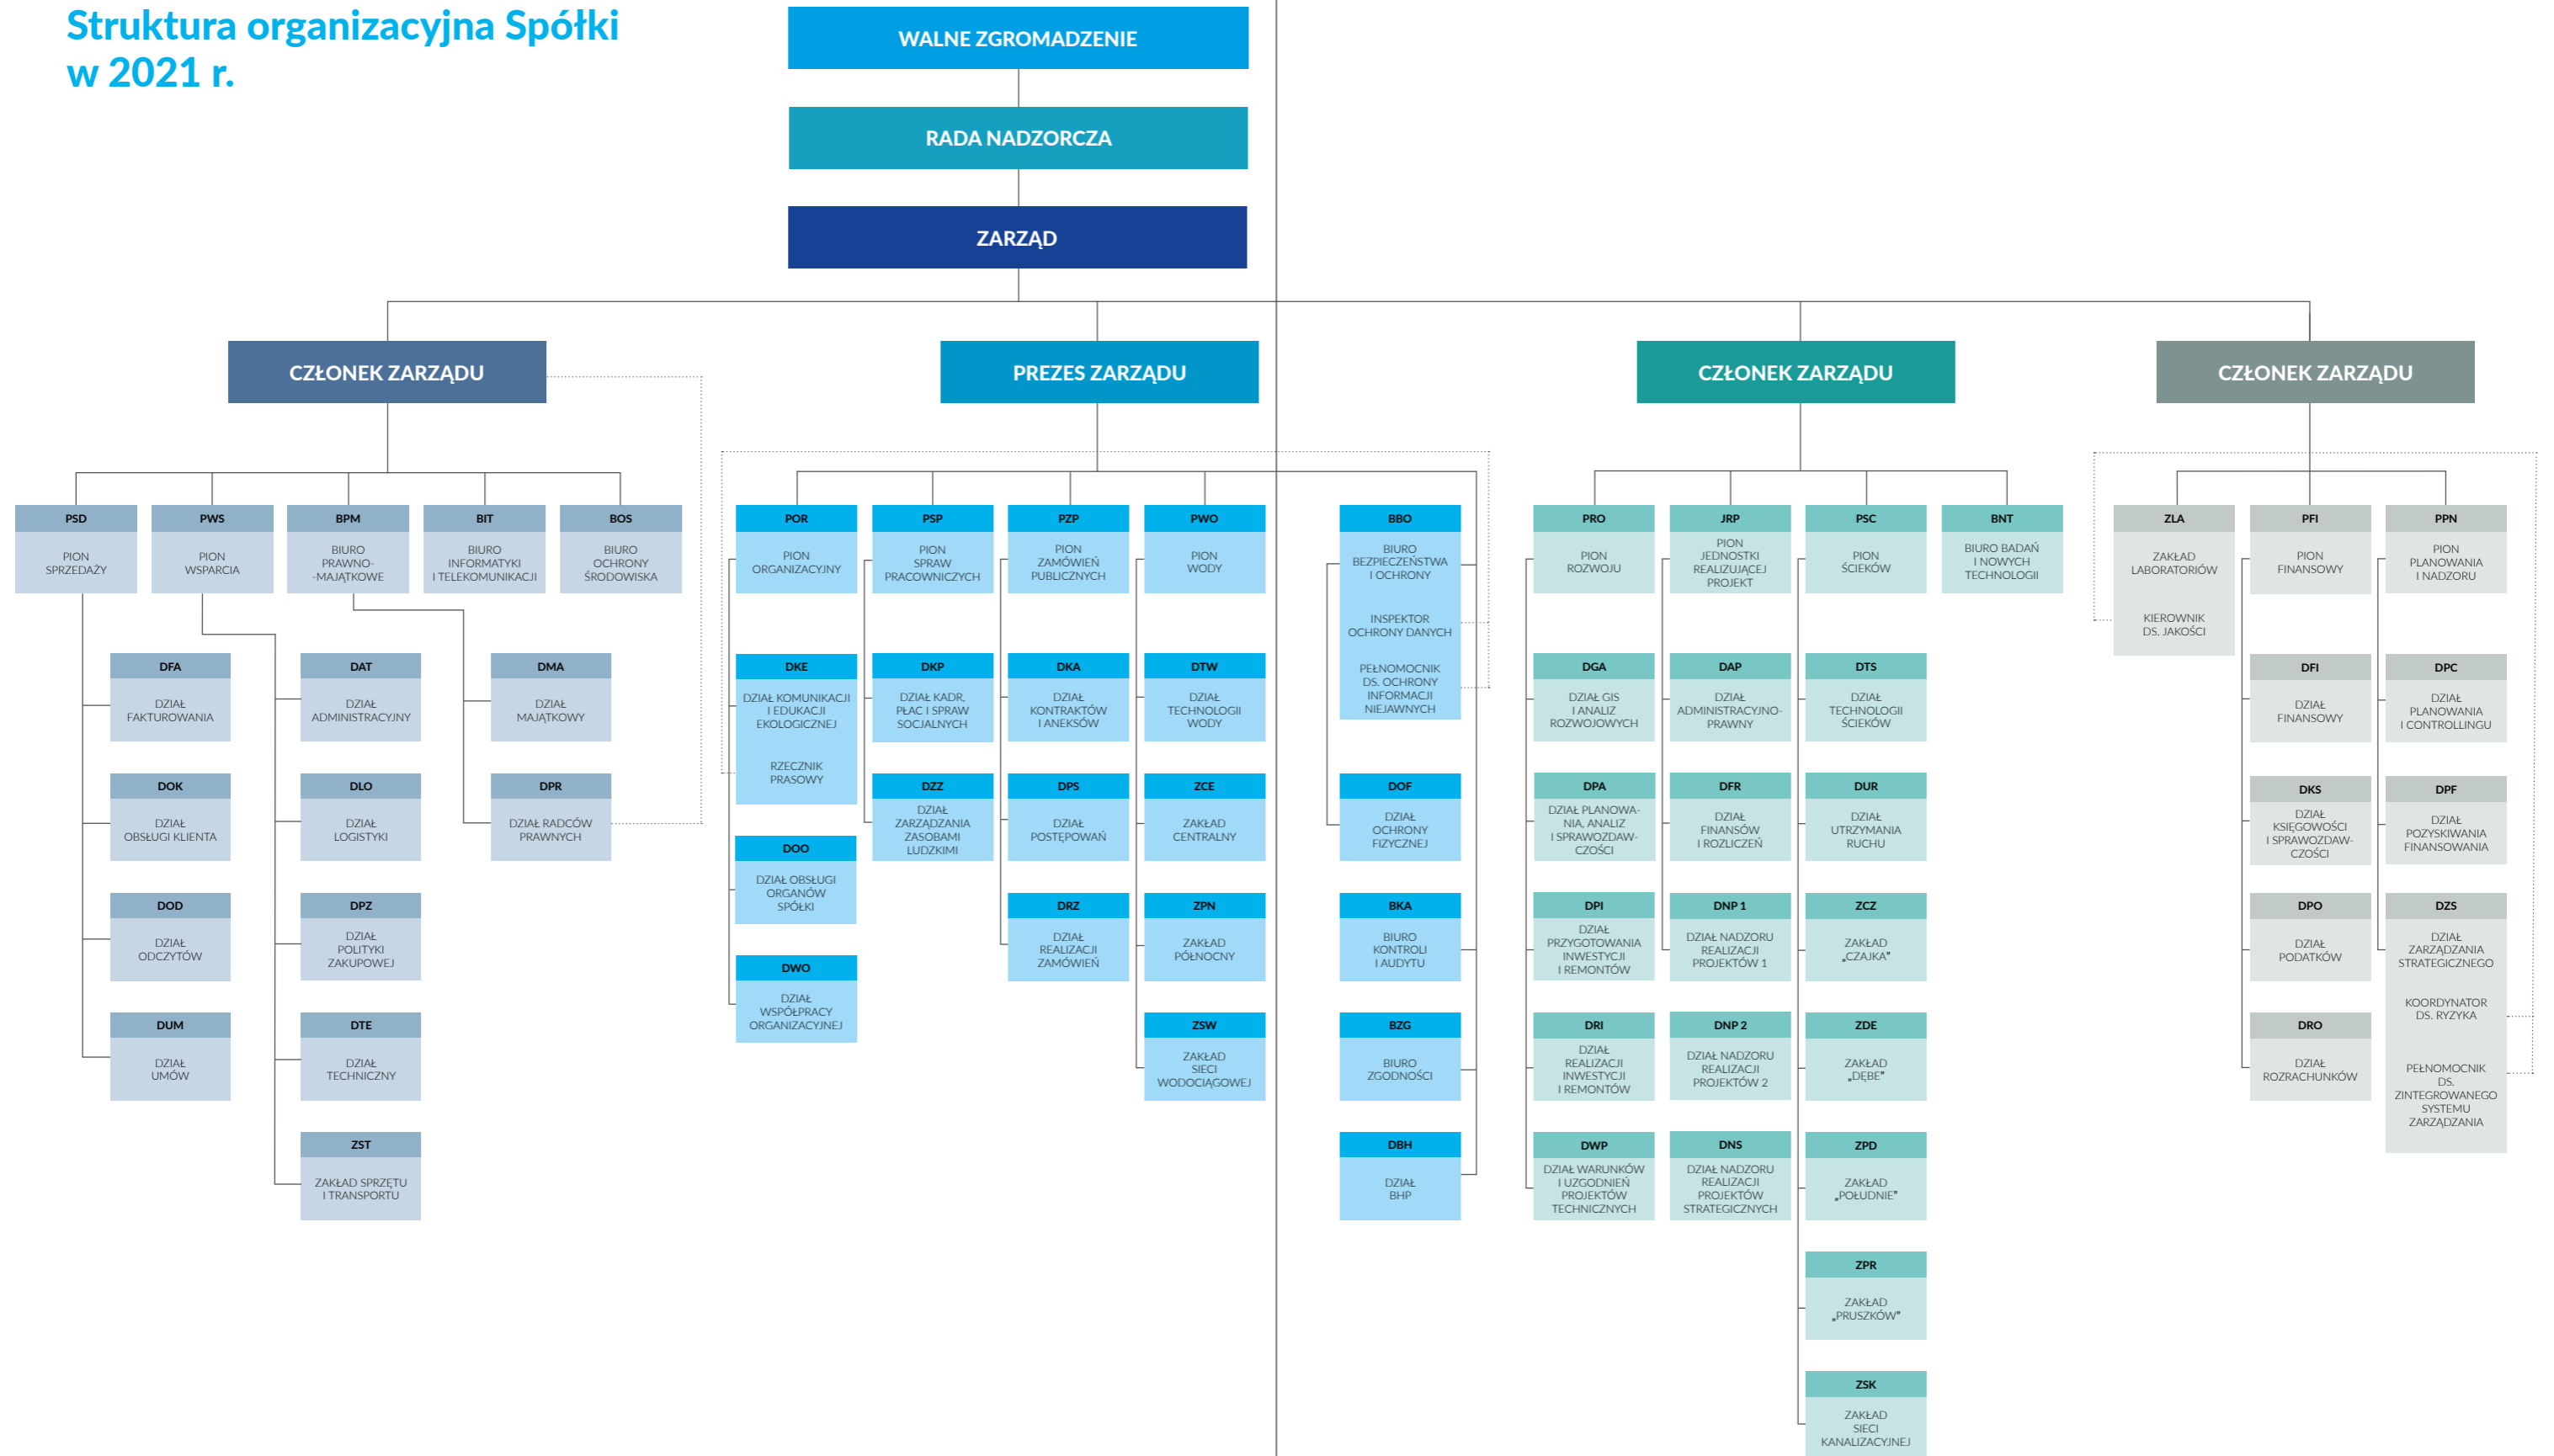 Struktura organizacyjna Spółki
w 2021 r.
WALNE ZGROMADZENIE
RADA NADZORCZA
ZARZĄD
CZŁONEK ZARZĄDU
PREZES ZARZĄDU
CZŁONEK ZARZĄDU
CZŁONEK ZARZĄDU
PSD
PION
SPRZEDAŻY
PWS
PION
WSPARCIA
BPM
BIURO
PRAWNO-
-MAJĄTKOWE
BIT
BIURO
INFORMATYKI
I TELEKOMUNIKACJI
BOS
BIURO
OCHRONY
ŚRODOWISKA
DFA
DZIAŁ
FAKTUROWANIA
DOK
DZIAŁ
OBSŁUGI KLIENTA
DOD
DZIAŁ
ODCZYTÓW
DUM
DZIAŁ
UMÓW
DAT
DZIAŁ
ADMINISTRACYJNY
DLO
DZIAŁ
LOGISTYKI
DPZ
DZIAŁ
POLITYKI
ZAKUPOWEJ
DTE
DZIAŁ
TECHNICZNY
ZST
ZAKŁAD SPRZĘTU
I TRANSPORTU
DMA
DZIAŁ
MAJĄTKOWY
DPR
DZIAŁ RADCÓW
PRAWNYCH
POR
PION
ORGANIZACYJNY
DKE
DZIAŁ KOMUNIKACJI
I EDUKACJI
EKOLOGICZNEJ
RZECZNIK
PRASOWY
DOO
DZIAŁ OBSŁUGI
ORGANÓW
SPÓŁKI
DWO
DZIAŁ
WSPÓŁPRACY
ORGANIZACYJNEJ
PSP
PION
SPRAW
PRACOWNICZYCH
DKP
DZIAŁ KADR,
PŁAC I SPRAW
SOCJALNYCH
DZZ
DZIAŁ
ZARZĄDZANIA
ZASOBAMI
LUDZKIMI
PZP
PION
ZAMÓWIEŃ
PUBLICZNYCH
DKA
DZIAŁ
KONTRAKTÓW
I ANEKSÓW
DPS
DZIAŁ
POSTĘPOWAŃ
DRZ
DZIAŁ
REALIZACJI
ZAMÓWIEŃ
PWO
PION
WODY
DTW
DZIAŁ
TECHNOLOGII
WODY
ZCE
ZAKŁAD
CENTRALNY
ZPN
ZAKŁAD
PÓŁNOCNY
ZSW
ZAKŁAD
SIECI
WODOCIĄGOWEJ
BBO
BIURO
BEZPIECZEŃSTWA
I OCHRONY
INSPEKTOR
OCHRONY DANYCH
PEŁNOMOCNIK
DS. OCHRONY
INFORMACJI
NIEJAWNYCH
DOF
DZIAŁ
OCHRONY
FIZYCZNEJ
BKA
BIURO
KONTROLI
I AUDYTU
BZG
BIURO
ZGODNOŚCI
DBH
DZIAŁ
BHP
PRO
PION
ROZWOJU
DGA
DZIAŁ GIS
I ANALIZ
ROZWOJOWYCH
DPA
DZIAŁ PLANOWA-
NIA, ANALIZ
I SPRAWOZDAW-
CZOŚCI
DPI
DZIAŁ
PRZYGOTOWANIA
INWESTYCJI
I REMONTÓW
DRI
DZIAŁ
REALIZACJI
INWESTYCJI
I REMONTÓW
DWP
DZIAŁ WARUNKÓW
I UZGODNIEŃ
PROJEKTÓW
TECHNICZNYCH
JRP
PION
JEDNOSTKI
REALIZUJĄCEJ
PROJEKT
DAP
DZIAŁ
ADMINISTRACYJNO-
PRAWNY
DFR
DZIAŁ
FINANSÓW
I ROZLICZEŃ
DNP 1
DZIAŁ NADZORU
REALIZACJI
PROJEKTÓW 1
DNP 2
DZIAŁ NADZORU
REALIZACJI
PROJEKTÓW 2
DNS
DZIAŁ NADZORU
REALIZACJI
PROJEKTÓW
STRATEGICZNYCH
PSC
PION
ŚCIEKÓW
DTS
DZIAŁ
TECHNOLOGII
ŚCIEKÓW
DUR
DZIAŁ
UTRZYMANIA
RUCHU
ZCZ
ZAKŁAD
„CZAJKA"
ZDE
ZAKŁAD
„DĘBE"
ZPD
ZAKŁAD
„POŁUDNIE"
ZPR
ZAKŁAD
„PRUSZKÓW"
ZSK
ZAKŁAD
SIECI
KANALIZACYJNEJ
BNT
BIURO BADAŃ
I NOWYCH
TECHNOLOGII
ZLA
ZAKŁAD
LABORATORIÓW
KIEROWNIK
DS. JAKOŚCI
PFI
PION
FINANSOWY
DFI
DZIAŁ
FINANSOWY
DKS
DZIAŁ
KSIĘGOWOŚCI
I SPRAWOZDAW-
CZOŚCI
DPO
DZIAŁ
PODATKÓW
DRO
DZIAŁ
ROZRACHUNKÓW
PPN
PION
PLANOWANIA
I NADZORU
DPC
DZIAŁ
PLANOWANIA
I CONTROLLINGU
DPF
DZIAŁ
POZYSKIWANIA
FINANSOWANIA
DZS
DZIAŁ
ZARZĄDZANIA
STRATEGICZNEGO
KOORDYNATOR
DS. RYZYKA
PEŁNOMOCNIK
DS.
ZINTEGROWANEGO
SYSTEMU
ZARZĄDZANIA